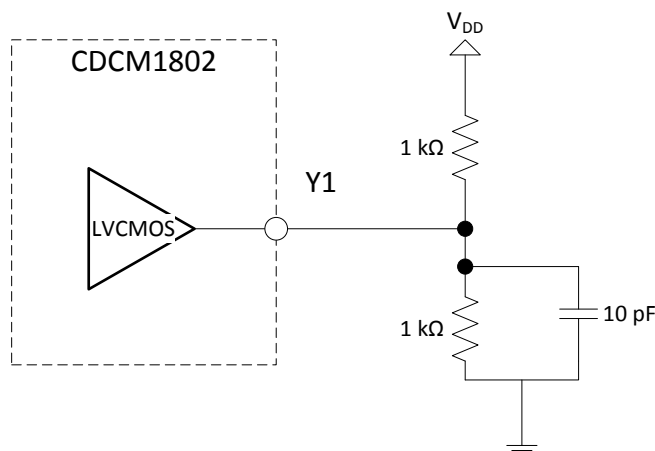 V_DD
CDCM1802
1 kΩ
Y1
LVCMOS
1 kΩ
10 pF